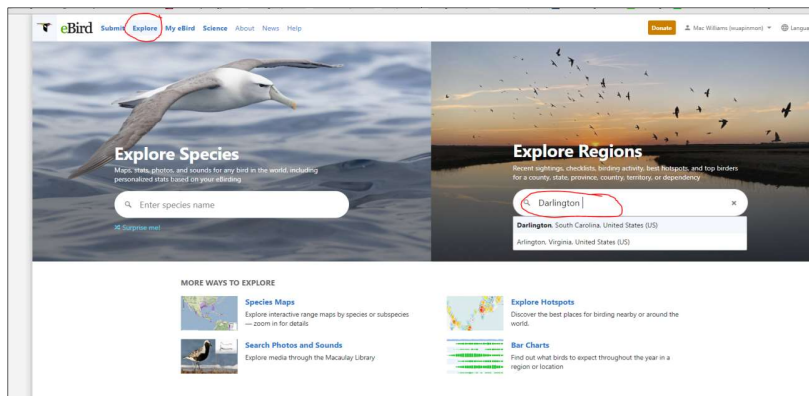 eBird Submit Explore My eBird Science About News Help
Donate Mac Williams (wuapinmon) Langua
Explore Species
Maps, stats, photos, and sounds for any bird in the world, including
personalized stats based on your eBirding
Enter species name
Surprise me!
Explore Regions
Recent sightings, checklists, birding activity, best hotspots, and top birders
for a county, state, province, country, territory, or dependency
Darlington
Darlington, South Carolina, United States (US)
Arlington, Virginia, United States (US)
MORE WAYS TO EXPLORE
Species Maps
Explore interactive range maps by species or subspecies
— zoom in for details
Explore Hotspots
Discover the best places for birding nearby or around the
world.
Search Photos and Sounds
Explore media through the Macaulay Library
Bar Charts
Find out what birds to expect throughout the year in a
region or location